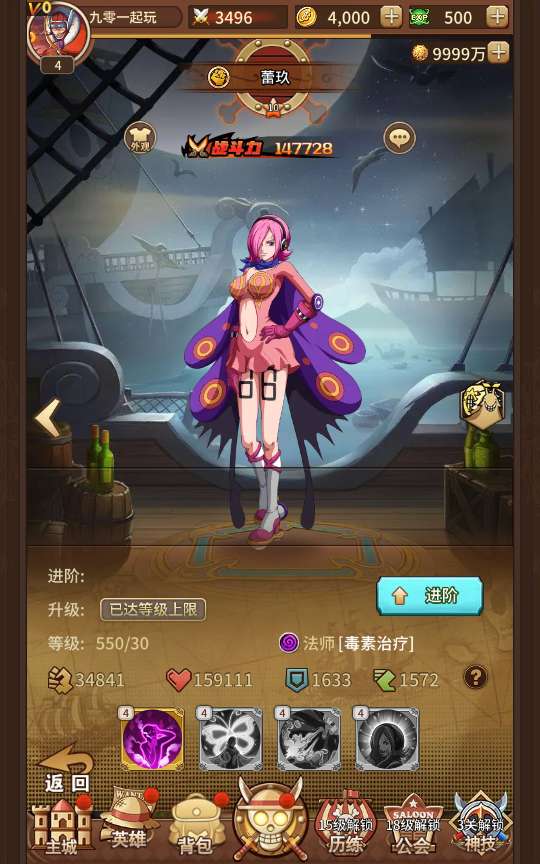 V0
九零一起玩
3496
4,000
EXP
500
4
9999万
蕾玖
10
外观
战斗力 147728
66
进阶:
进阶
升级: 已达等级上限
等级: 550/30
法师[毒素治疗]
34841
159111
1633
1572
?
4
4
4
4
返回
WANTE
SALOON
15级解锁
18级解锁
3关解锁
主城
英雄
背包
历练
公会
神技